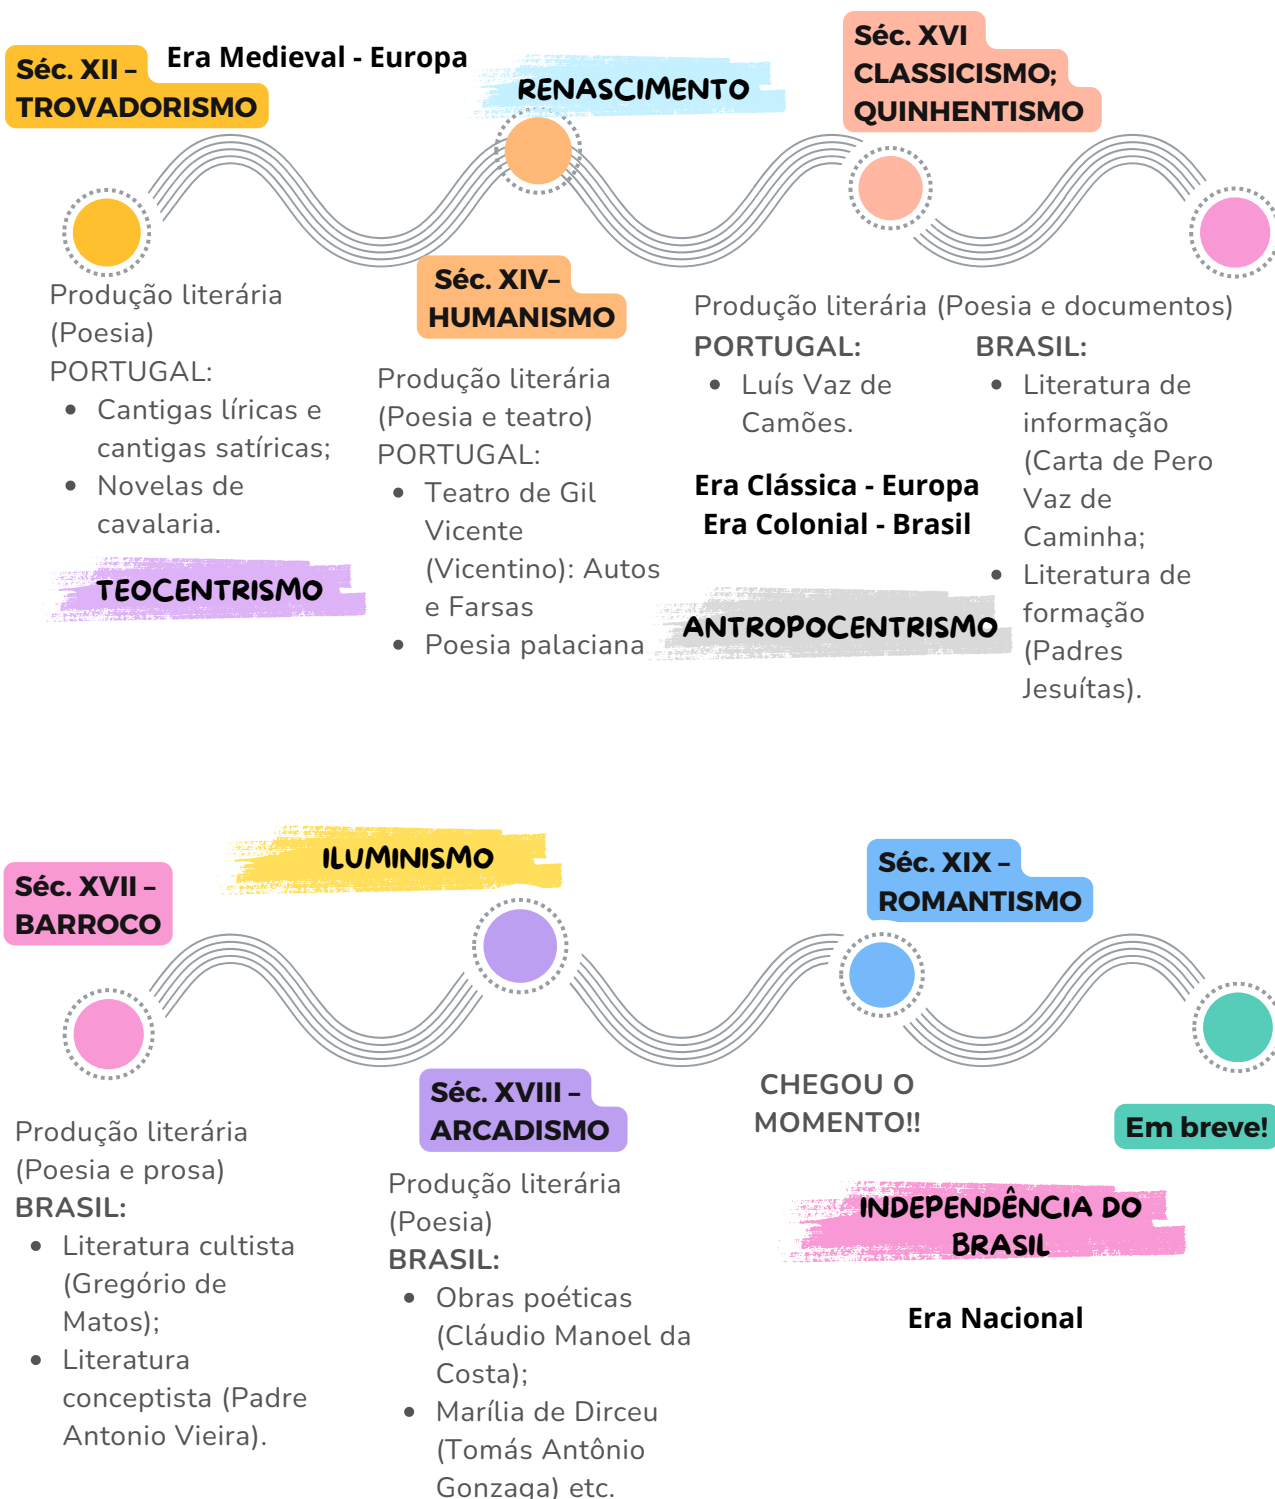 Séc. XII –
TROVADORISMO
Era Medieval - Europa
RENASCIMENTO
Séc. XVI
CLASSICISMO;
QUINHENTISMO
Produção literária
(Poesia)
PORTUGAL:
• Cantigas líricas e
cantigas satíricas;
• Novelas de
cavalaria.
TEOCENTRISMO
Séc. XIV–
HUMANISMO
Produção literária
(Poesia e teatro)
PORTUGAL:
• Teatro de Gil
Vicente
(Vicentino): Autos
e Farsas
• Poesia palaciana
Produção literária (Poesia e documentos)
PORTUGAL:
• Luís Vaz de
Camões.
Era Clássica - Europa
Era Colonial - Brasil
ANTROPOCENTRISMO
BRASIL:
• Literatura de
informação
(Carta de Pero
Vaz de
Caminha;
• Literatura de
formação
(Padres
Jesuítas).
Séc. XVII –
BARROCO
ILUMINISMO
Séc. XIX –
ROMANTISMO
Produção literária
(Poesia e prosa)
BRASIL:
• Literatura cultista
(Gregório de
Matos);
• Literatura
conceptista (Padre
Antonio Vieira).
Séc. XVIII –
ARCADISMO
Produção literária
(Poesia)
BRASIL:
• Obras poéticas
(Cláudio Manoel da
Costa);
• Marília de Dirceu
(Tomás Antônio
Gonzaga) etc.
CHEGOU O
MOMENTO!!
INDEPENDÊNCIA DO
BRASIL
Era Nacional
Em breve!